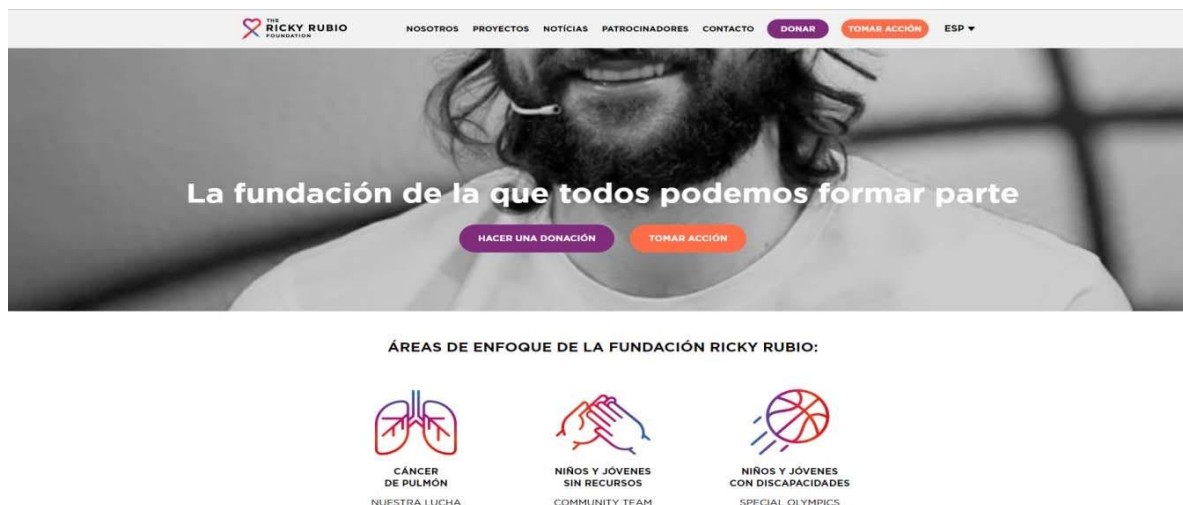 THE
RICKY RUBIO
FOUNDATION
NOSOTROS PROYECTOS NOTÍCIAS PATROCINADORES CONTACTO DONAR TOMAR ACCIÓN ESP
La fundación de la que todos podemos formar parte
HACER UNA DONACIÓN TOMAR ACCIÓN
ÁREAS DE ENFOQUE DE LA FUNDACIÓN RICKY RUBIO:
CÁNCER
DE PULMÓN
NUESTRA LUCHA
NIÑOS Y JÓVENES
SIN RECURSOS
COMMUNITY TEAM
NIÑOS Y JÓVENES
CON DISCAPACIDADES
SPECIAL OLYMPICS